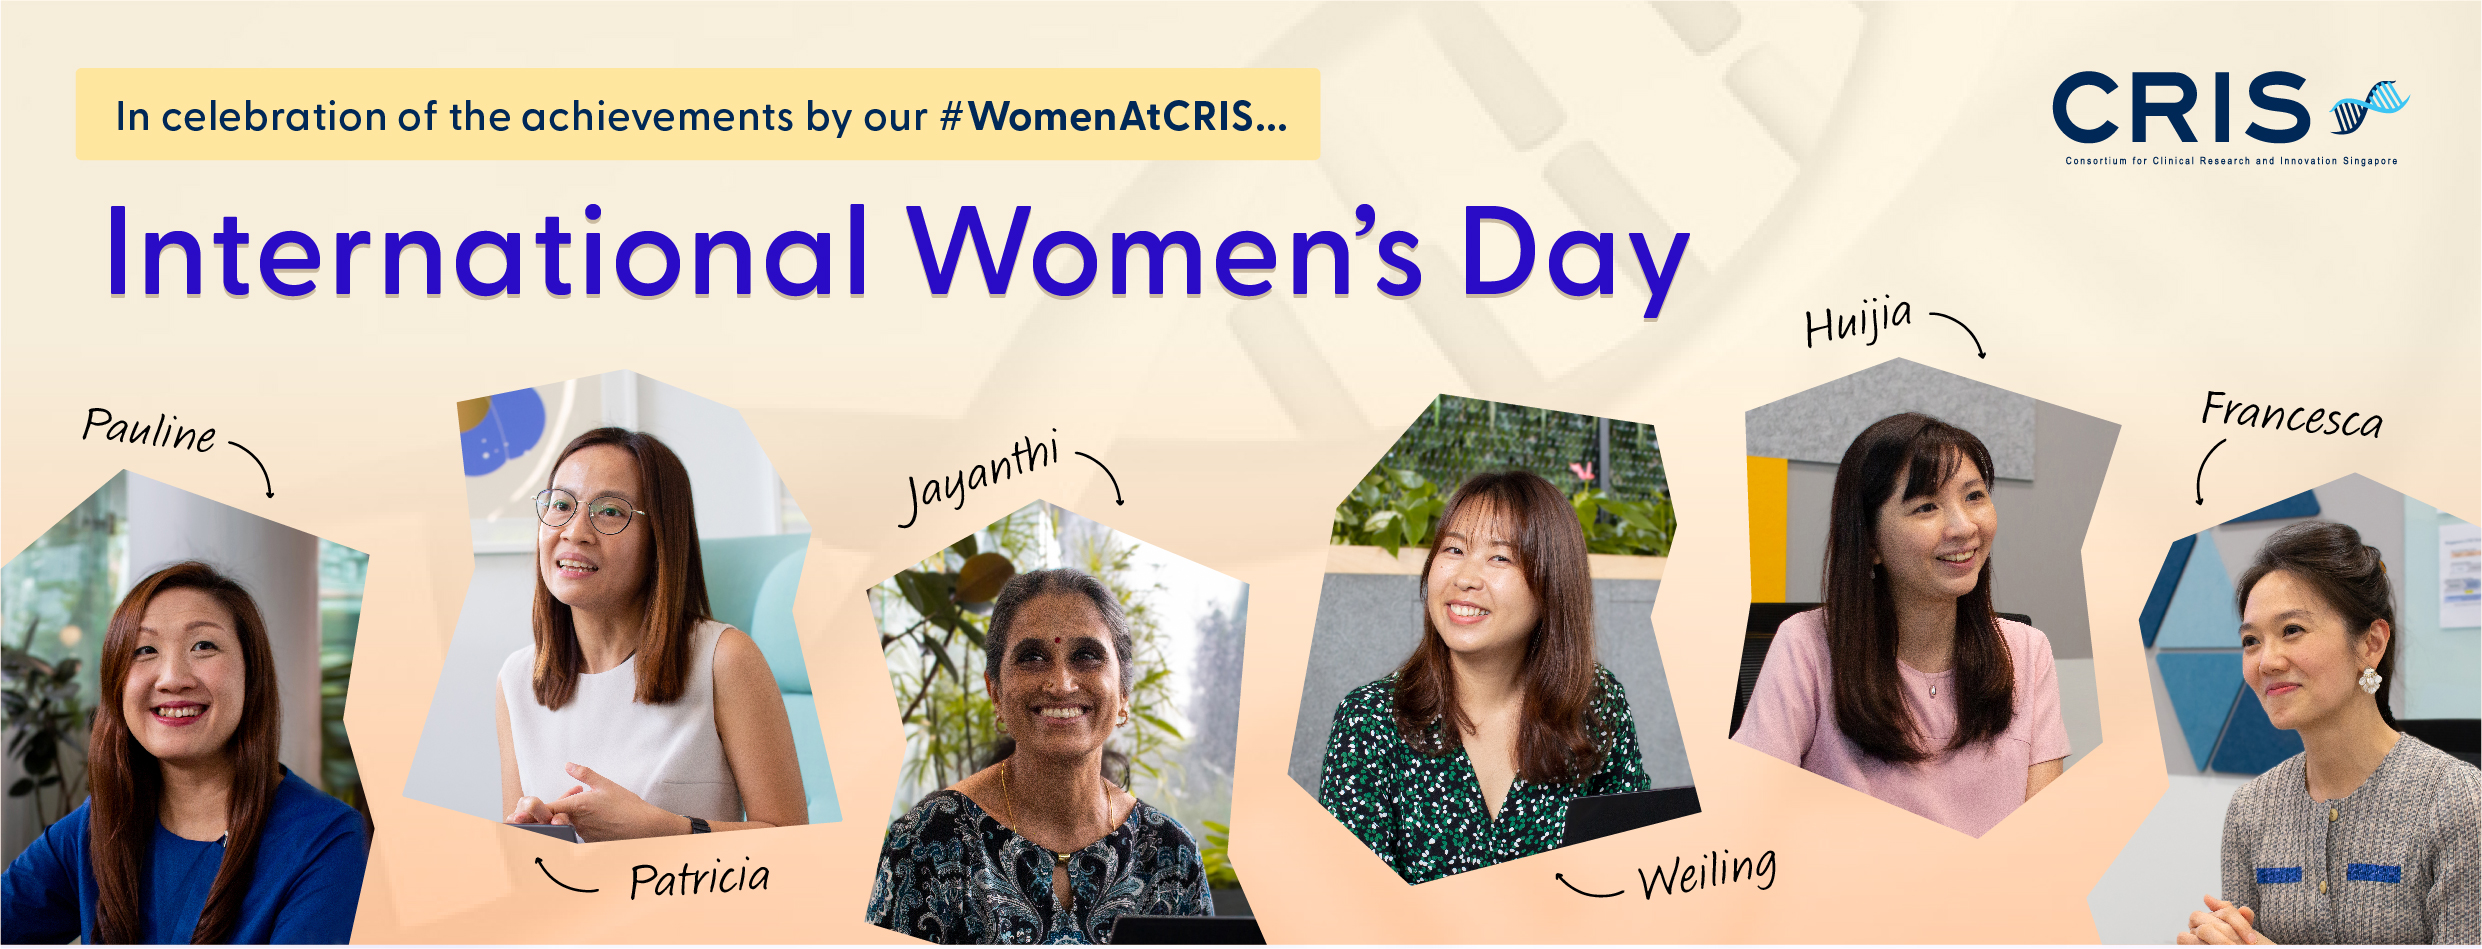 In celebration of the achievements by our #WomenAtCRIS...
CRIS
Consortium for Clinical Research and Innovation Singapore
International Women’s Day
Huijia
Pauline
Francesca
Jayanthi
Patricia
Weiling